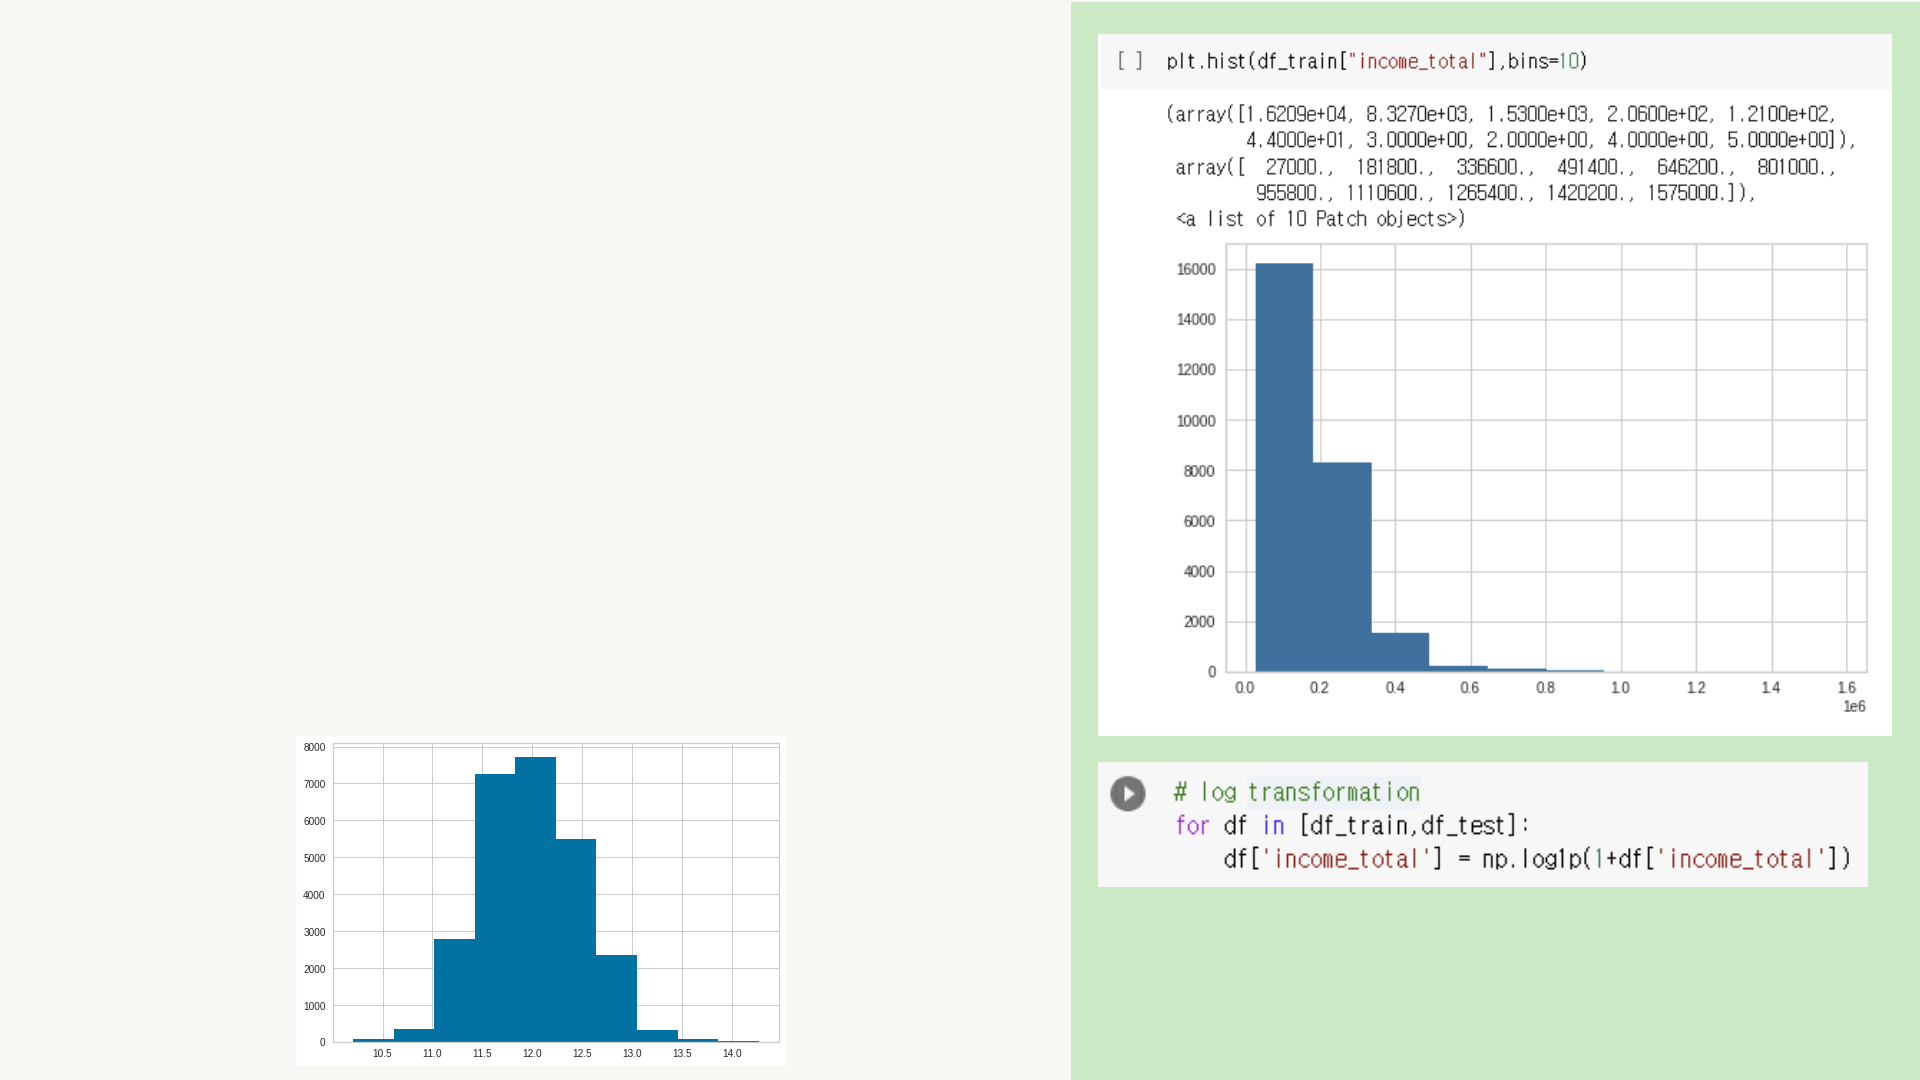 [ ] plt.hist(df_train["income_total"],bins=10)
(array([1.6209e+04, 8.3270e+03, 1.5300e+03, 2.0600e+02, 1.2100e+02,
4.4000e+01, 3.0000e+00, 2.0000e+00, 4.0000e+00, 5.0000e+00]),
array([ 27000., 181800., 336600., 491400., 646200., 801000.,
955800., 1110600., 1265400., 1420200., 1575000.]),
<a list of 10 Patch objects>)
16000
14000
12000
10000
8000
6000
4000
2000
0
0.0 0.2 0.4 0.6 0.8 1.0 1.2 1.4 1.6
1e6
# log transformation
for df in [df_train,df_test]:
df['income_total'] = np.log1p(1+df['income_total'])
8000
7000
6000
5000
4000
3000
2000
1000
0
10.5 11.0 11.5 12.0 12.5 13.0 13.5 14.0